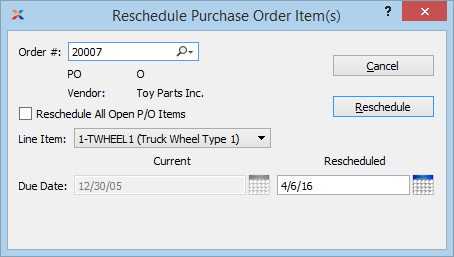 Reschedule Purchase Order Item(s)
Order #: 20007
Cancel
PO O
Vendor: Toy Parts Inc.
Reschedule
Reschedule All Open P/O Items
Line Item: 1-TWHEEL1 (Truck Wheel Type 1)
Current Rescheduled
Due Date: 12/30/05 4/6/16